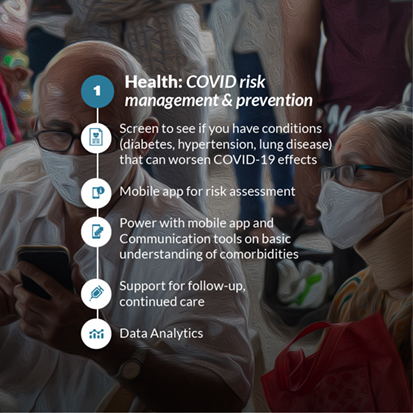 1
Health: COVID risk
management & prevention
Screen to see if you have conditions
(diabetes, hypertension, lung disease)
that can worsen COVID-19 effects
Mobile app for risk assessment
Power with mobile app and
Communication tools on basic
understanding of comorbidities
Support for follow-up,
continued care
Data Analytics